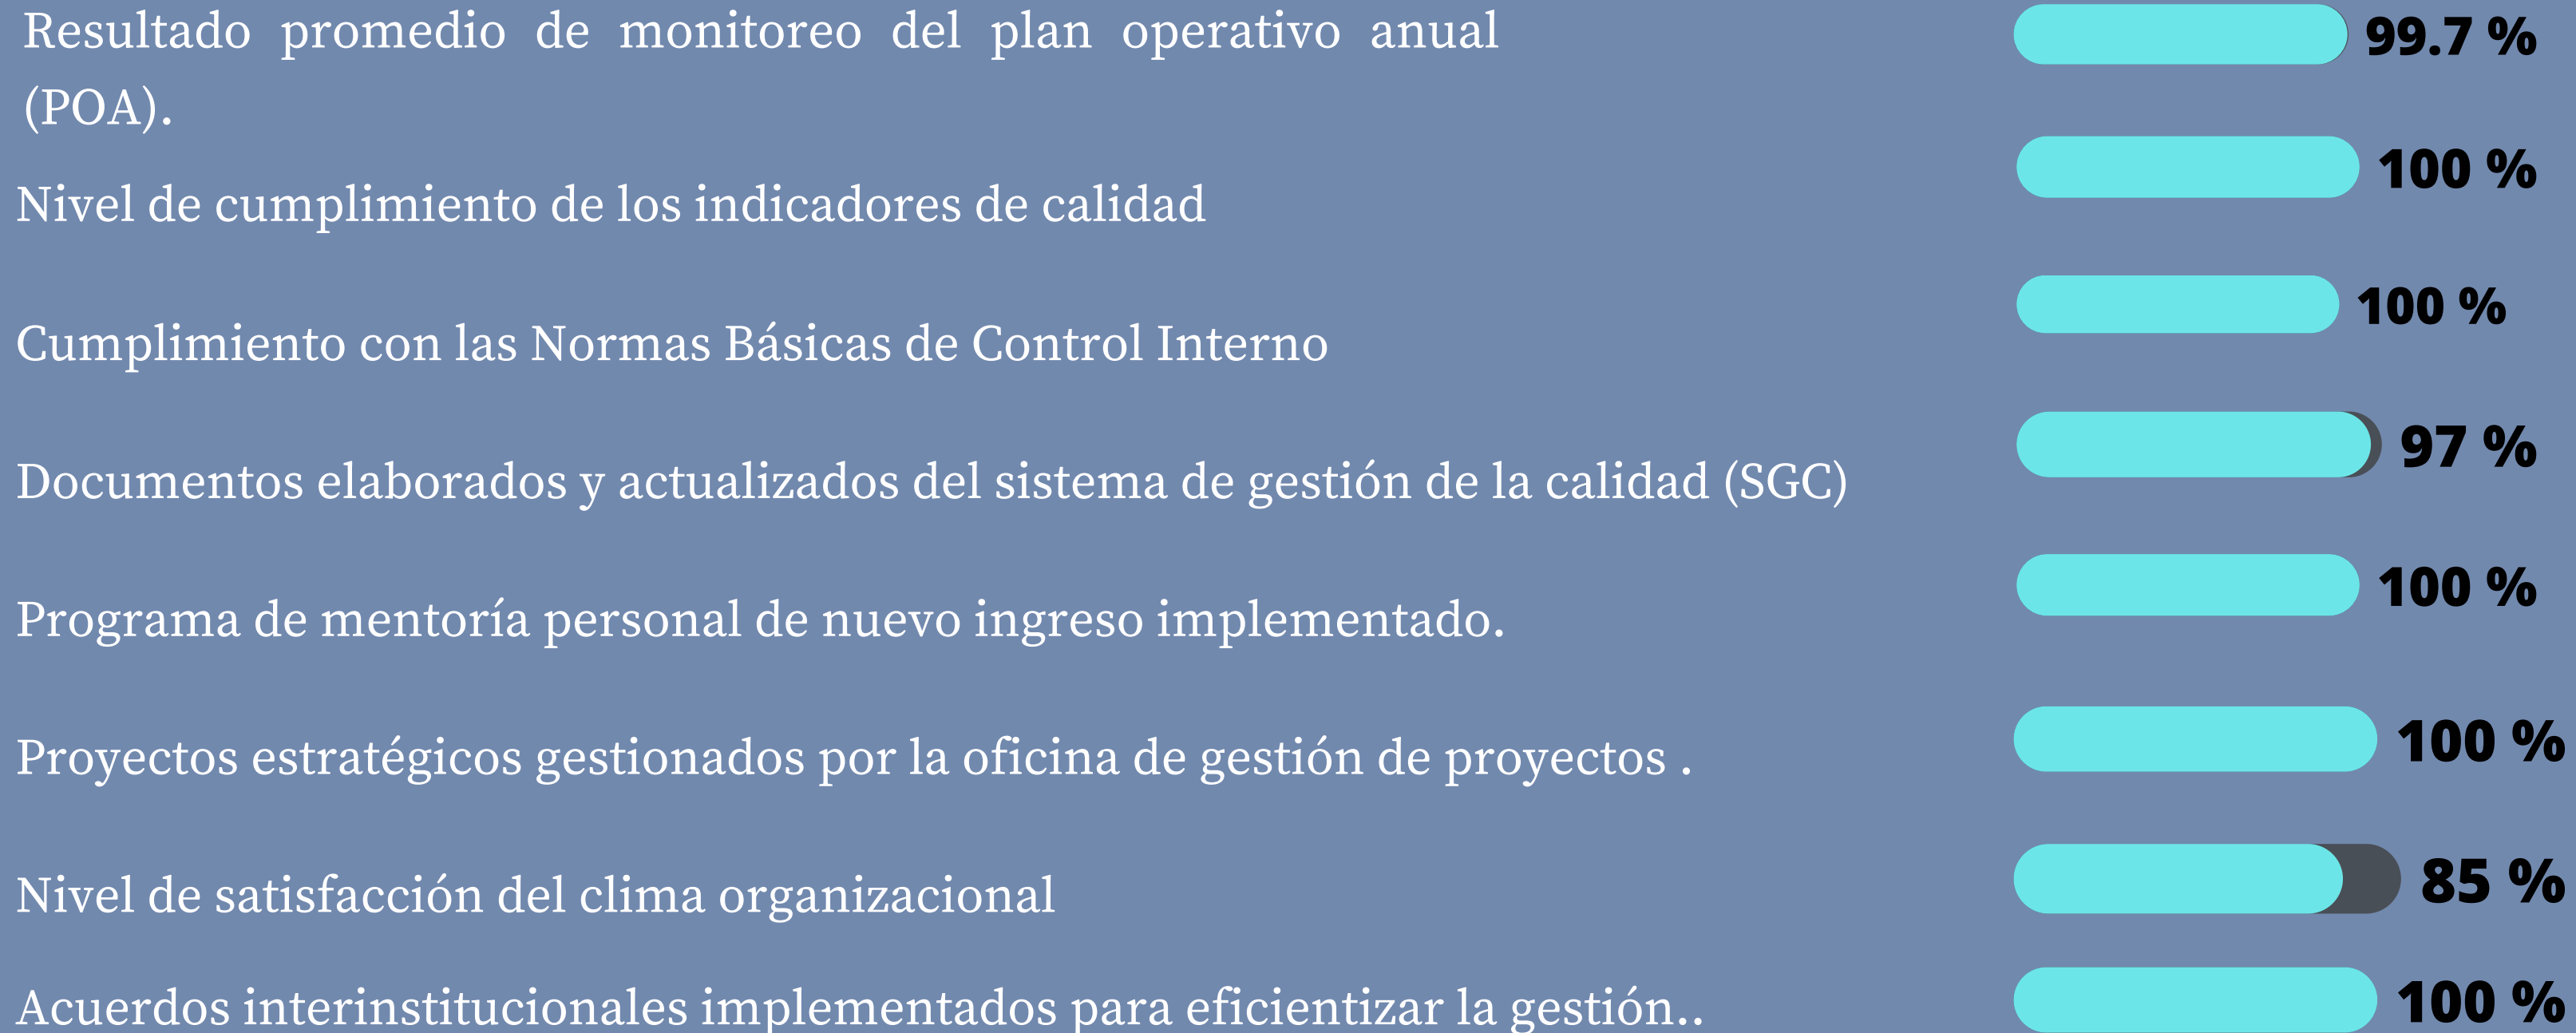 Resultado promedio de monitoreo del plan operativo anual
(POA).
99.7 %
Nivel de cumplimiento de los indicadores de calidad
100 %
Cumplimiento con las Normas Básicas de Control Interno
100 %
Documentos elaborados y actualizados del sistema de gestión de la calidad (SGC)
97 %
Programa de mentoría personal de nuevo ingreso implementado.
100 %
Proyectos estratégicos gestionados por la oficina de gestión de proyectos .
100 %
Nivel de satisfacción del clima organizacional
85 %
Acuerdos interinstitucionales implementados para eficientizar la gestión..
100 %